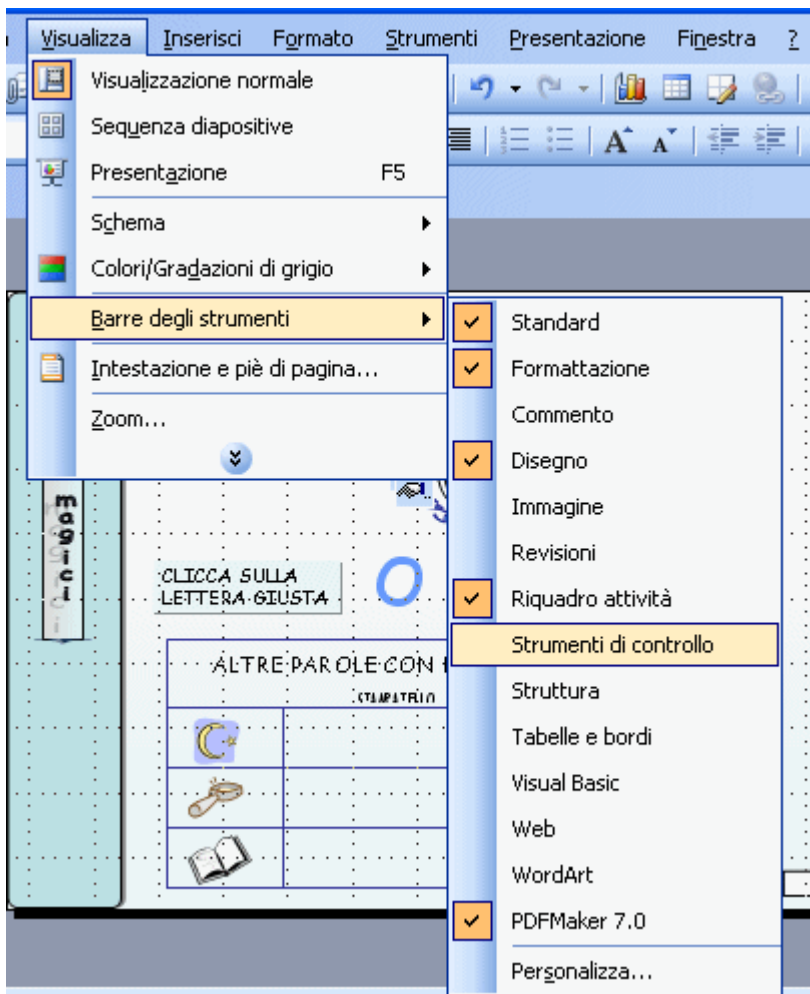 Visualizza Inserisci Formato Strumenti Presentazione Finestra ?
Visualizzazione normale
Sequenza diapositive
Presentazione F5
Schema
Colori/Gradazioni di grigio
Barre degli strumenti
Intestazione e piè di pagina...
Zoom...
Standard
Formattazione
Commento
Disegno
Immagine
Revisioni
Riquadro attività
Strumenti di controllo
Struttura
Tabelle e bordi
Visual Basic
Web
WordArt
PDFMaker 7.0
Personalizza...
magici
CLICCA SULLA
LETTERA GIUSTA
O
ALTRE PAROLE CON
STAMPATELLO